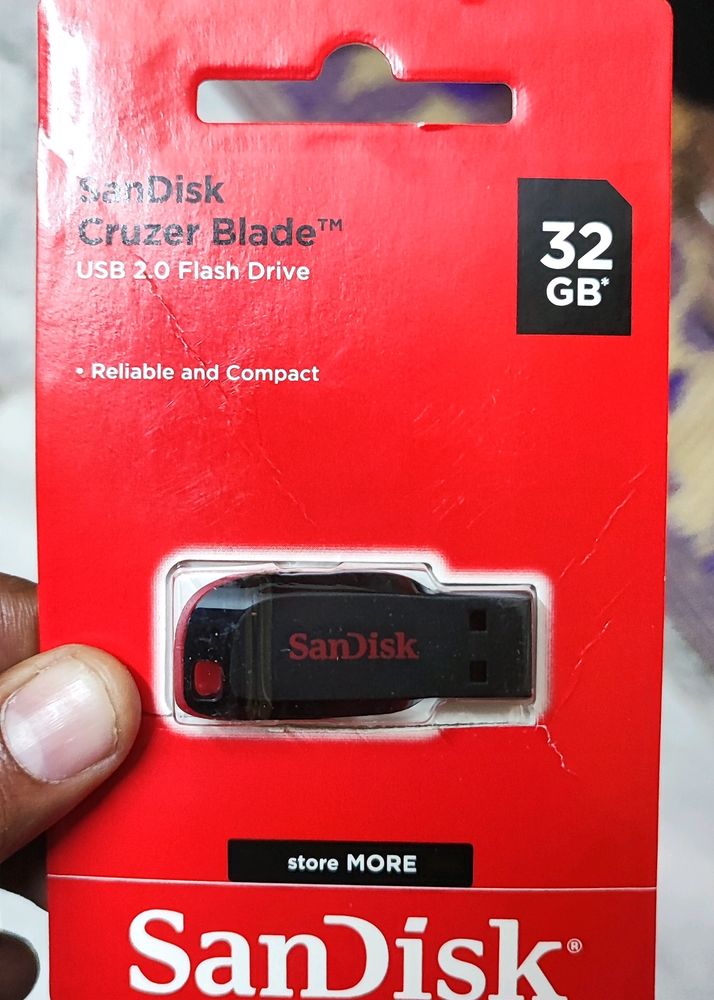 SanDisk
Cruzer Blade™
USB 2.0 Flash Drive
32
GB*
• Reliable and Compact
SanDisk
store MORE
SanDisk®